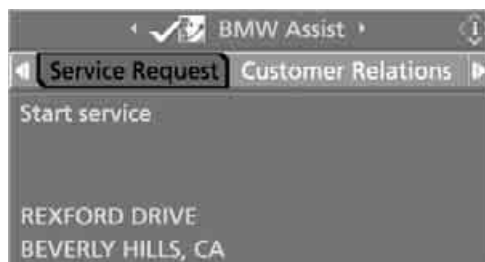 BMW Assist
Service Request Customer Relations
Start service
REXFORD DRIVE
BEVERLY HILLS, CA